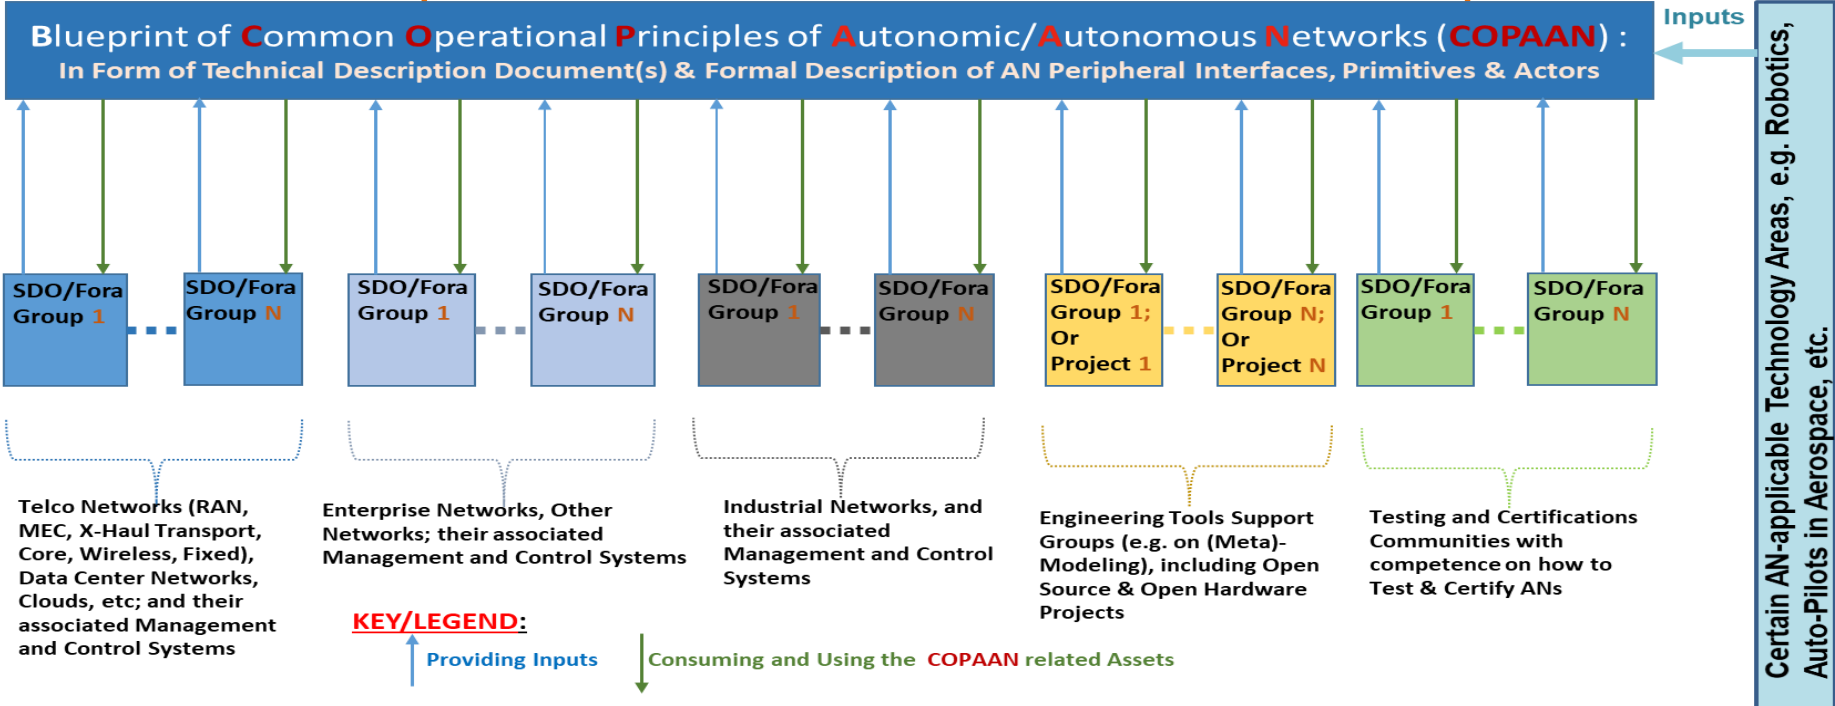 Blueprint of Common Operational Principles of Autonomic/Autonomous Networks (COPAAN) :
In Form of Technical Description Document(s) & Formal Description of AN Peripheral Interfaces, Primitives & Actors
Inputs
Certain AN-applicable Technology Areas, e.g. Robotics,
Auto-Pilots in Aerospace, etc.
SDO/Fora
Group 1
SDO/Fora
Group N
SDO/Fora
Group 1
SDO/Fora
Group N
SDO/Fora
Group 1
SDO/Fora
Group N
SDO/Fora
Group 1;
Or
Project 1
SDO/Fora
Group N;
Or
Project N
SDO/Fora
Group 1
SDO/Fora
Group N
Telco Networks (RAN,
MEC, X-Haul Transport,
Core, Wireless, Fixed),
Data Center Networks,
Clouds, etc; and their
associated Management
and Control Systems
Enterprise Networks, Other
Networks; their associated
Management and Control Systems
Industrial Networks, and
their associated
Management and Control
Systems
Engineering Tools Support
Groups (e.g. on (Meta)-
Modeling), including Open
Source & Open Hardware
Projects
Testing and Certifications
Communities with
competence on how to
Test & Certify ANs
KEY/LEGEND:
Providing Inputs
Consuming and Using the COPAAN related Assets